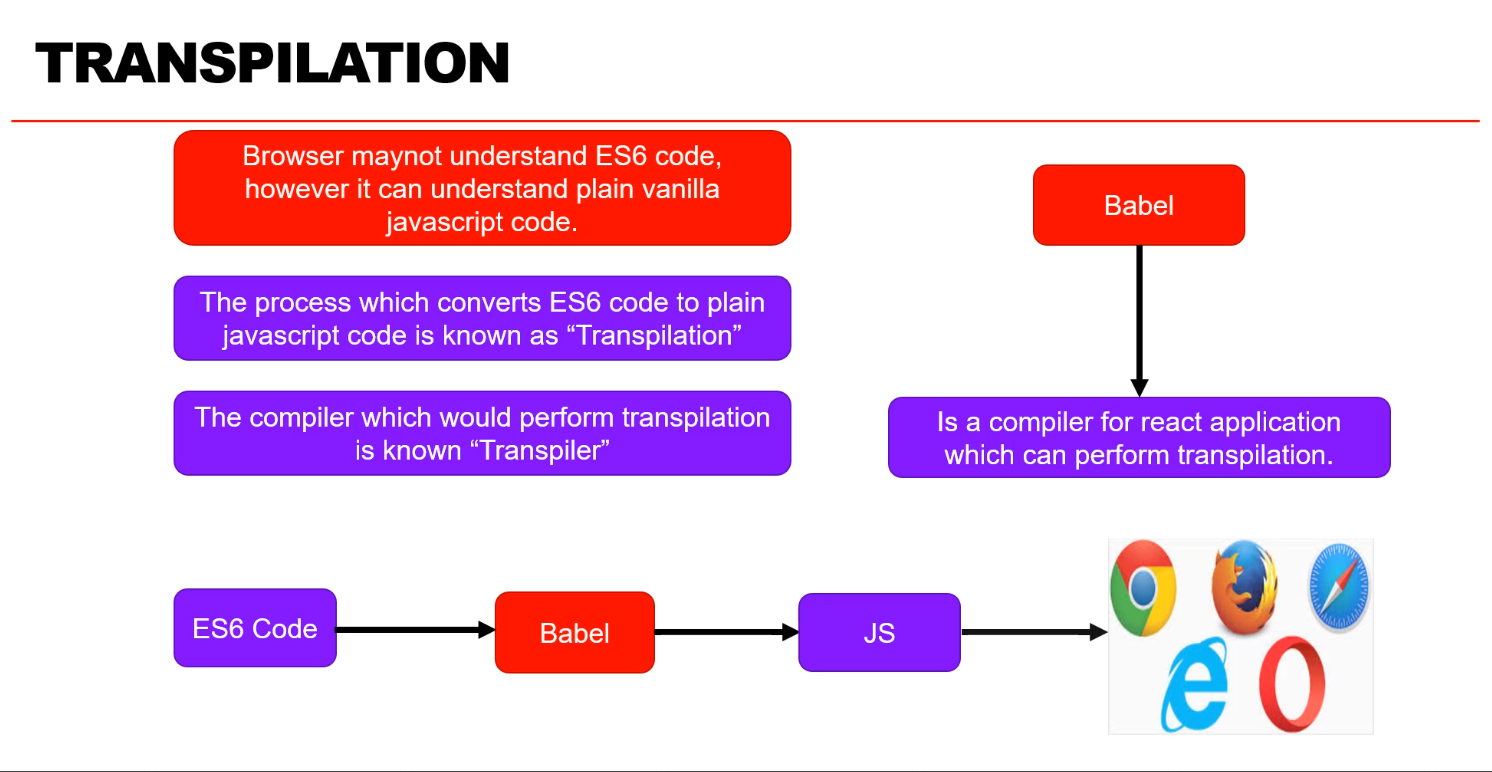 TRANSPILATION
Browser maynot understand ES6 code,
however it can understand plain vanilla
javascript code.
The process which converts ES6 code to plain
javascript code is known as “Transpilation”
The compiler which would perform transpilation
is known “Transpiler”
Babel
Is a compiler for react application
which can perform transpilation.
ES6 Code
Babel
JS